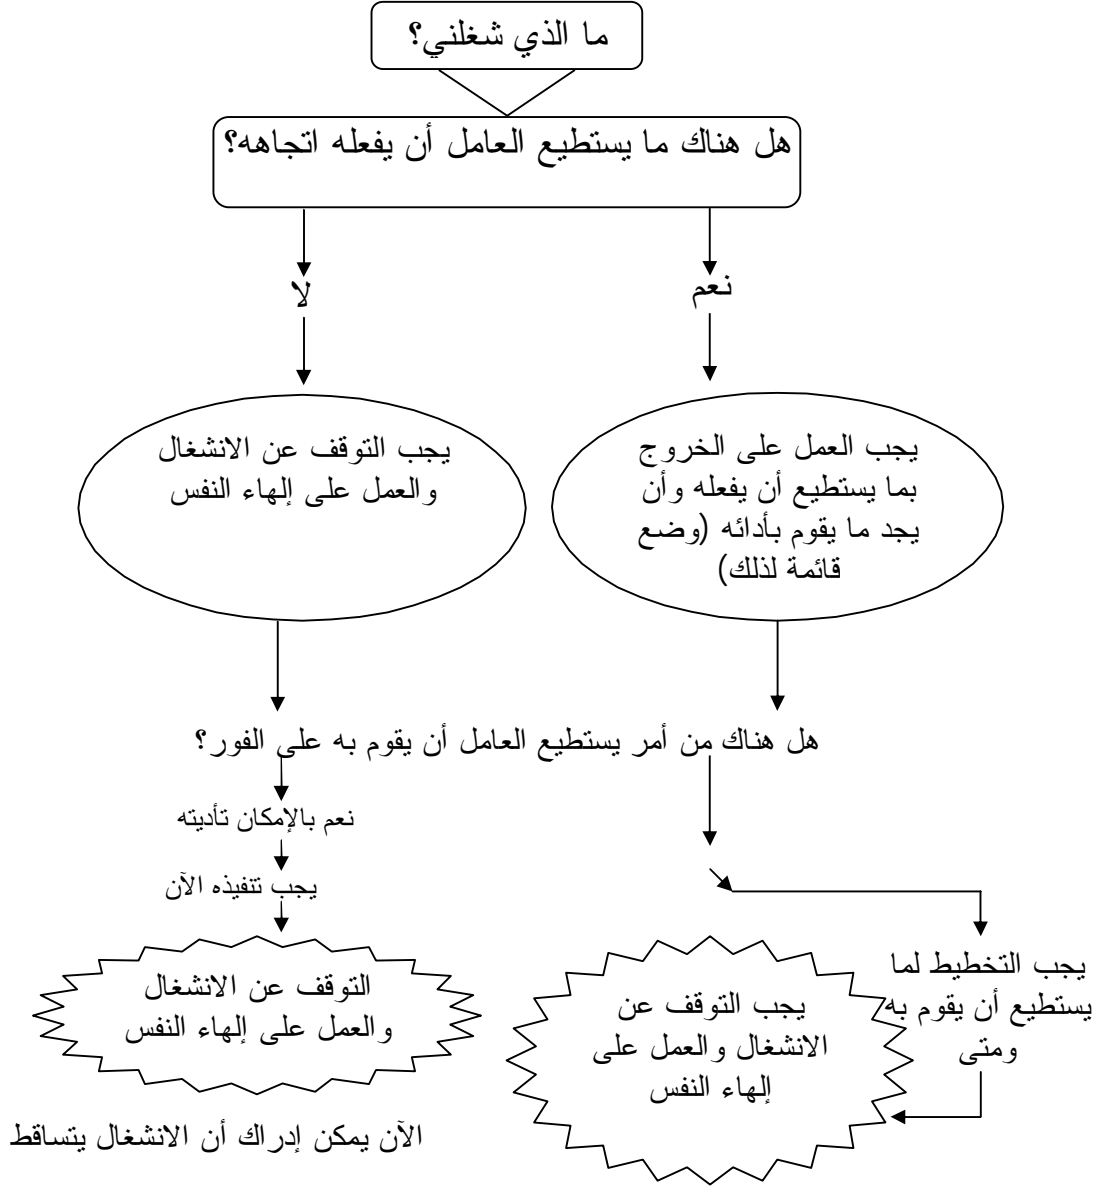 ما الذي شغلني؟
هل هناك ما يستطيع العامل أن يفعله اتجاهه؟
نعم
لا
يجب العمل على الخروج
بما يستطيع أن يفعله وأن
يجد ما يقوم بأدائه (وضع
قائمة لذلك)
يجب التوقف عن الانشغال
والعمل على إلهاء النفس
هل هناك من أمر يستطيع العامل أن يقوم به على الفور؟
نعم بالإمكان تأديته
يجب تنفيذه الآن
يجب التخطيط لما
يستطيع أن يقوم به
ومتى
يجب التوقف عن
الانشغال والعمل على
إلهاء النفس
التوقف عن الانشغال
والعمل على إلهاء النفس
الآن يمكن إدراك أن الانشغال يتساقط